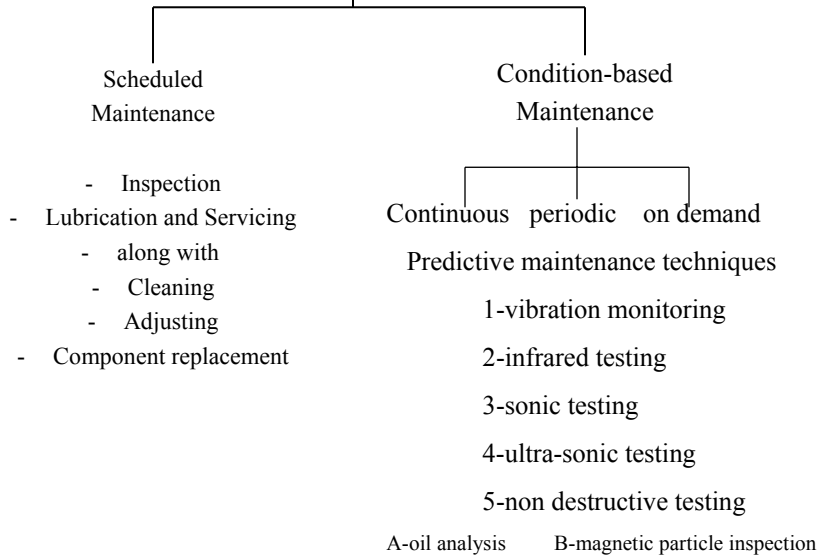 Scheduled
Maintenance
- Inspection
- Lubrication and Servicing
- along with
- Cleaning
- Adjusting
- Component replacement
Condition-based
Maintenance
Continuous periodic on demand
Predictive maintenance techniques
1-vibration monitoring
2-infrared testing
3-sonic testing
4-ultra-sonic testing
5-non destructive testing
A-oil analysis B-magnetic particle inspection